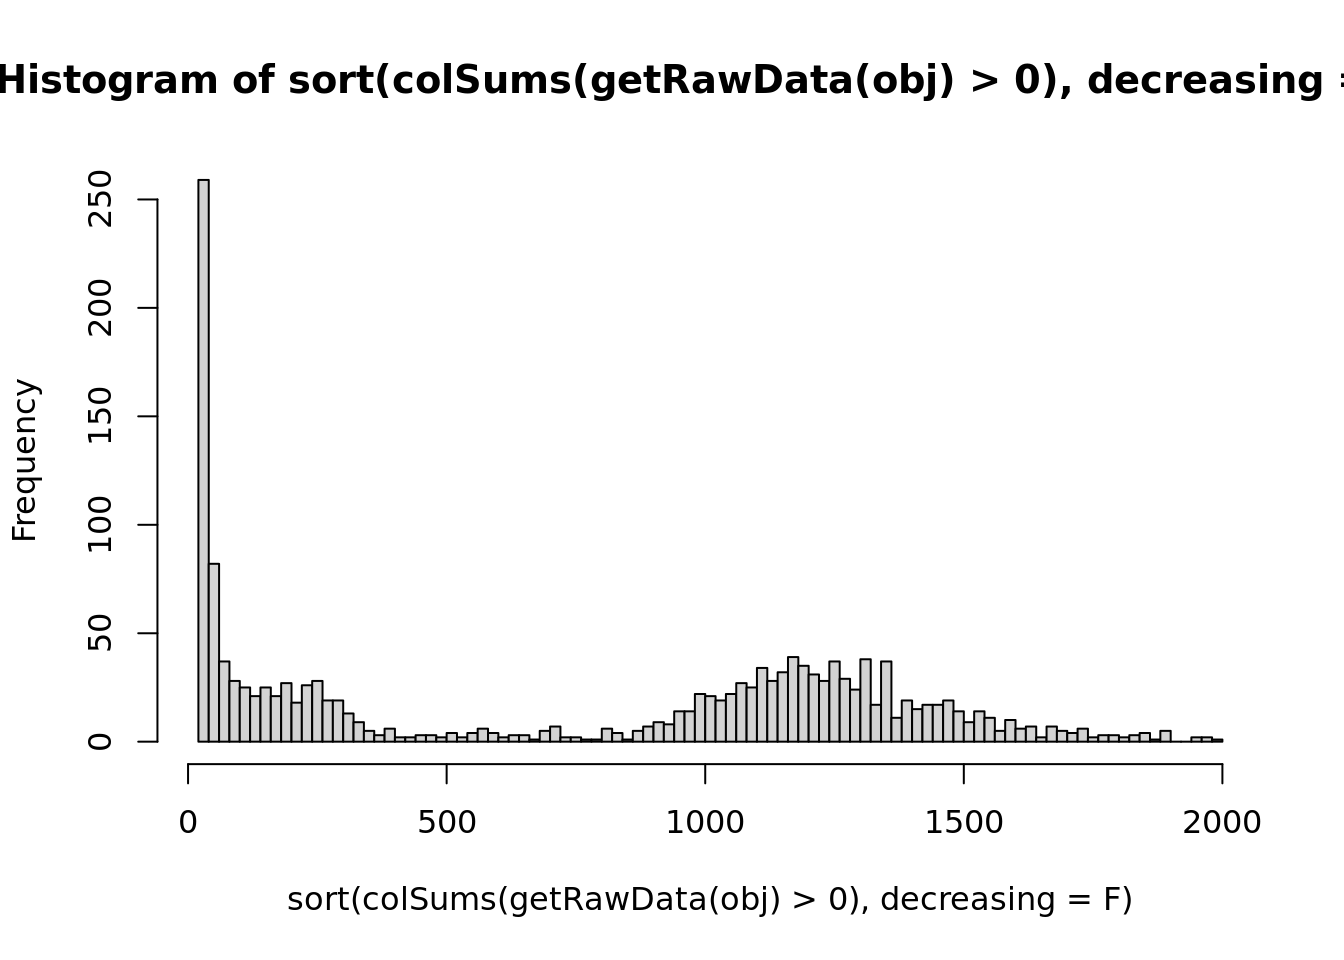 Histogram of sort(colSums(getRawData(obj) > 0), decreasing =
Frequency
250
200
150
100
50
0
0 500 1000 1500 2000
sort(colSums(getRawData(obj) > 0), decreasing = F)